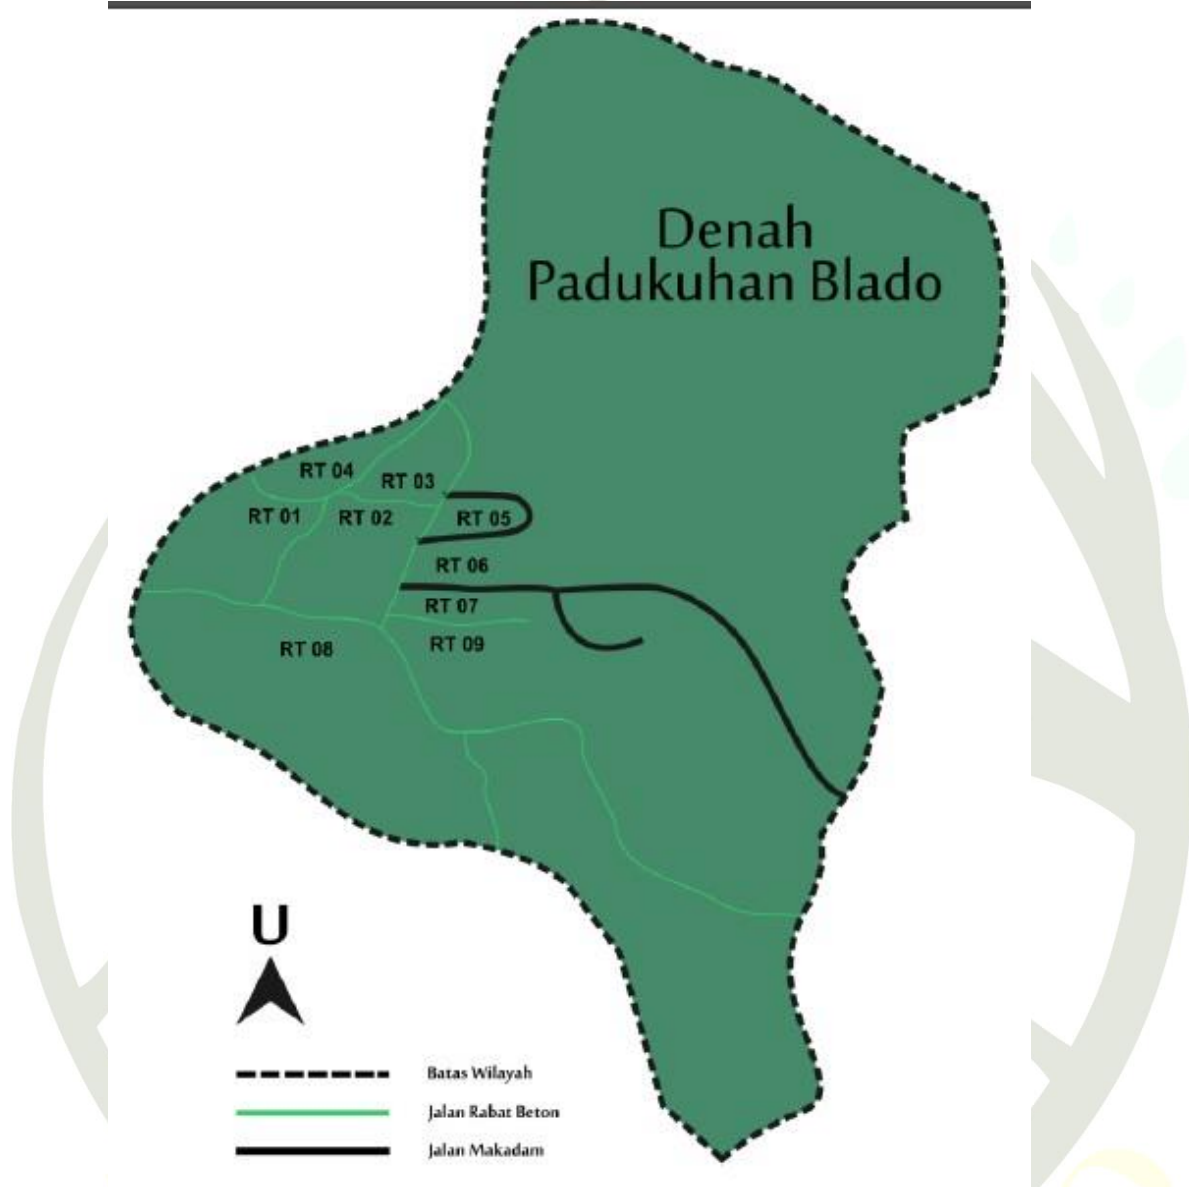 Denah
Padukuhan Blado
RT 04
RT 03
RT 01
RT 02
RT 05
RT 06
RT 07
RT 08
RT 09
U
Batas Wilayah
Jalan Rabat Beton
Jalan Makadam